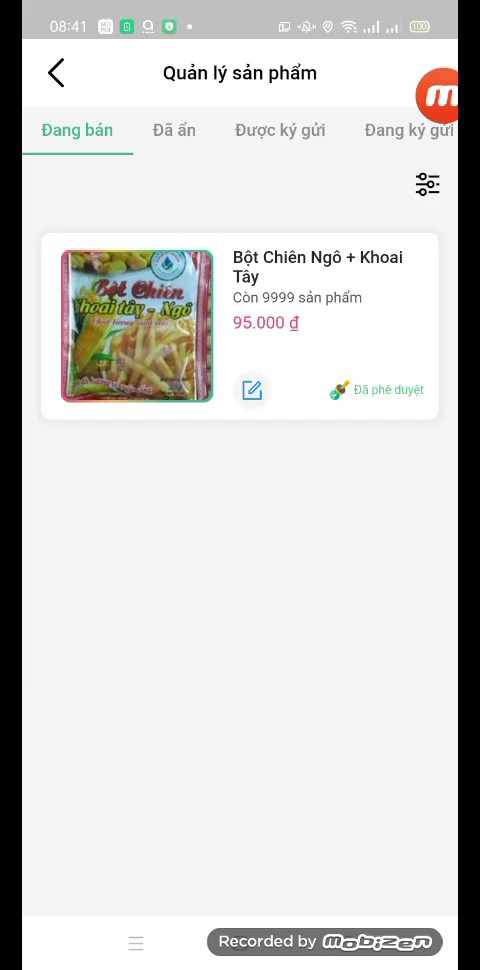 08:41
100
Quản lý sản phẩm
Đang bán
Đã ẩn
Được ký gửi
Đang ký gửi
Bột Chiên
Khoai tây - Ngô
Bột Chiên Ngô + Khoai
Tây
Còn 9999 sản phẩm
95.000 ₫
Đã phê duyệt
Recorded by mobizen